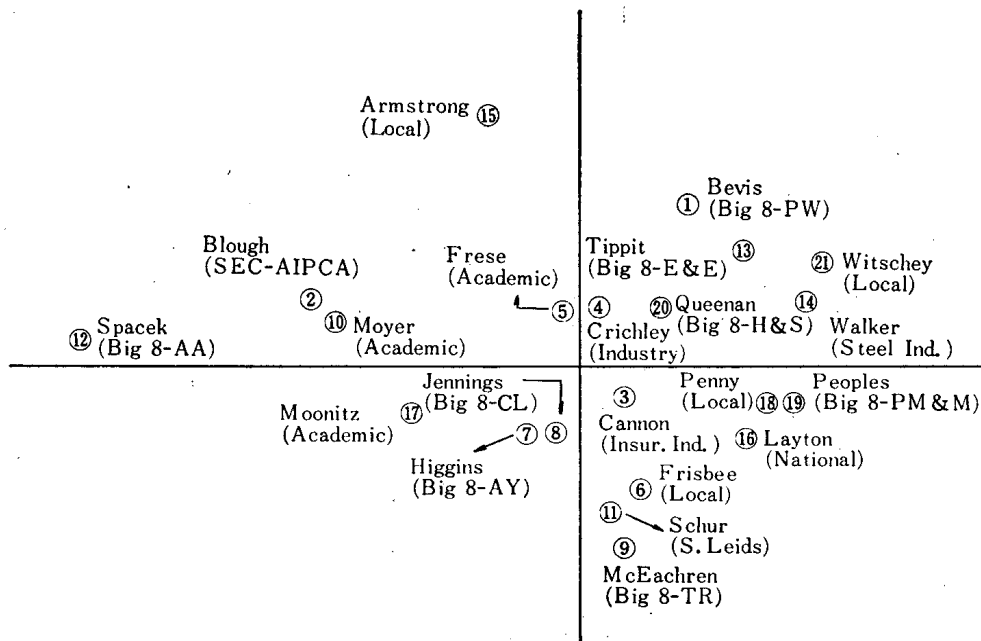 Armstrong ⑮
(Local)
① Bevis
(Big 8-PW)
Blough
(SEC-AIPCA)
②
Frese
(Academic)
⑤
Tippit ⑬
(Big 8-E&E)
㉑ Witschey
(Local)
④
Crichley
(Industry)
⑳ Queenan ⑭
(Big 8-H&S)
Walker
(Steel Ind.)
⑩ Moyer
(Academic)
⑫ Spacek
(Big 8-AA)
Jennings
(Big 8-CL)
⑧
Moonitz ⑰
(Academic)
⑦
Higgins
(Big 8-AY)
③
Cannon
(Insur. Ind.)
Penny
(Local) ⑱
⑲ Peoples
(Big 8-PM&M)
⑯ Layton
(National)
⑥ Frisbee
(Local)
⑪
Schur
(S. Leids)
⑨
McEachren
(Big 8-TR)